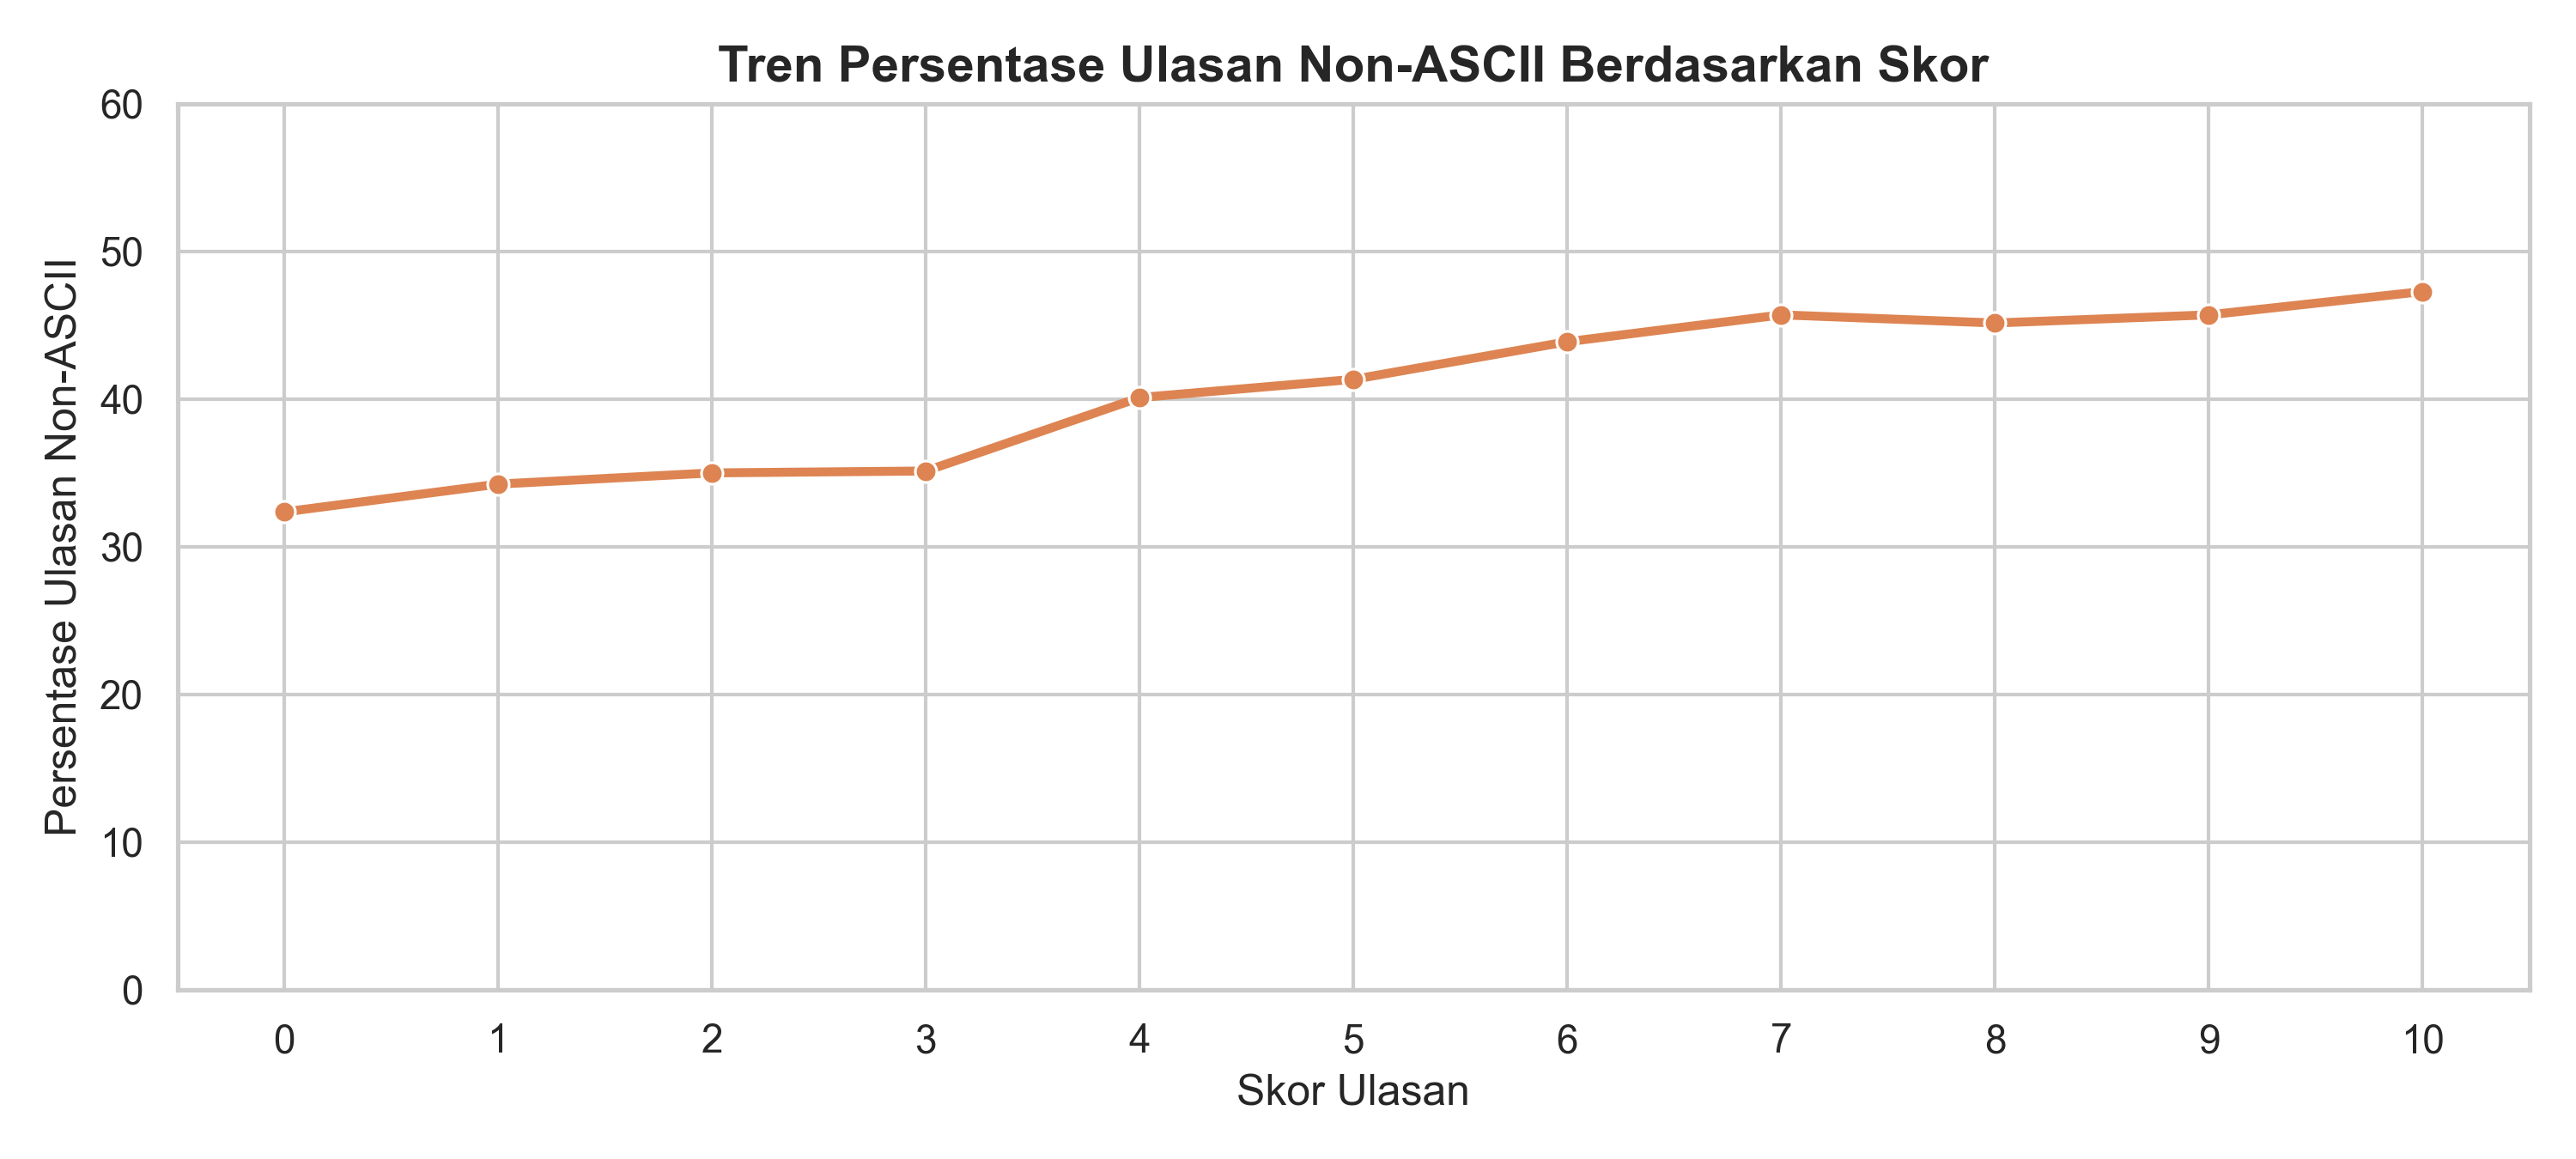 Tren Persentase Ulasan Non-ASCII Berdasarkan Skor
Persentase Ulasan Non-ASCII
60
50
40
30
20
10
0
0 1 2 3 4 5 6 7 8 9 10
Skor Ulasan